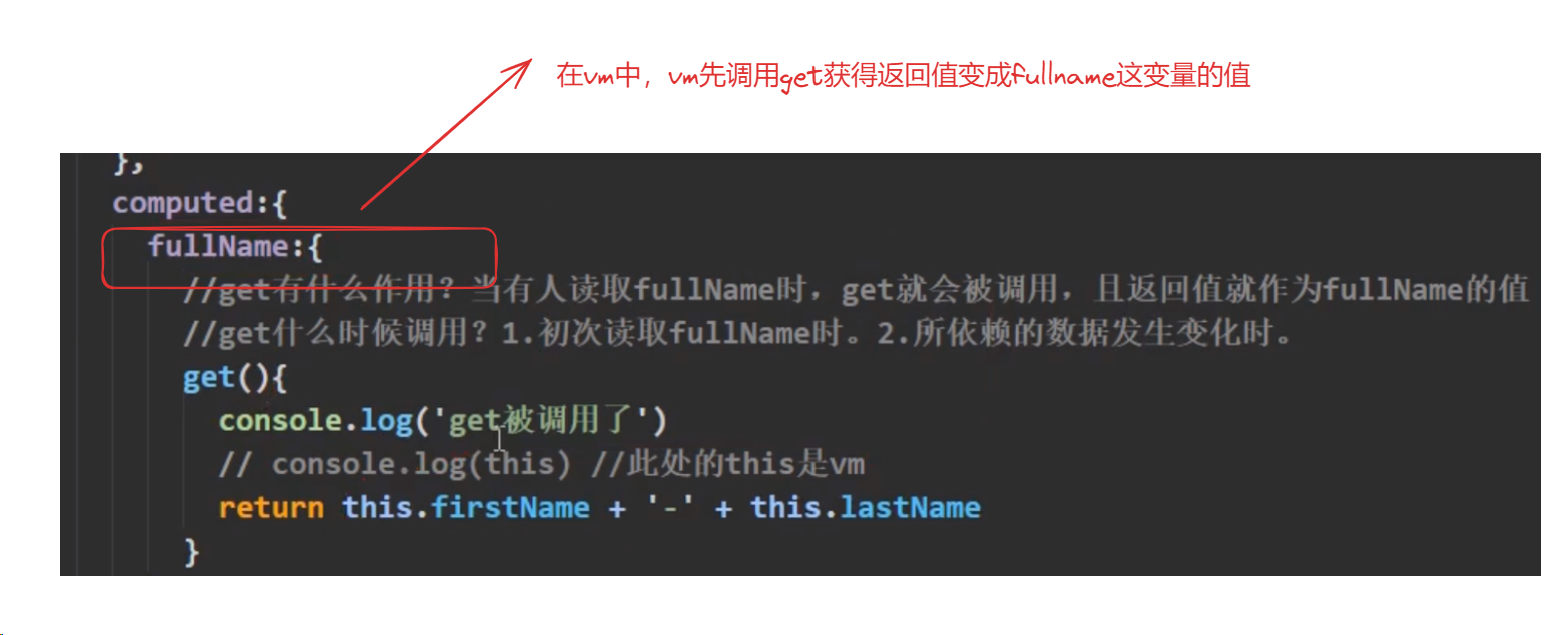 在vm中，vm先调用get获得返回值变成fullname这变量的值
},
computed:{
fullName:{
//get有什么作用？当有人读取fullName时，get就会被调用，且返回值就作为fullName的值
//get什么时候调用？1.初次读取fullName时。2.所依赖的数据发生变化时。
get(){
console.log('get被调用了')
// console.log(this) //此处的this是vm
return this.firstName + '-' + this.lastName
}